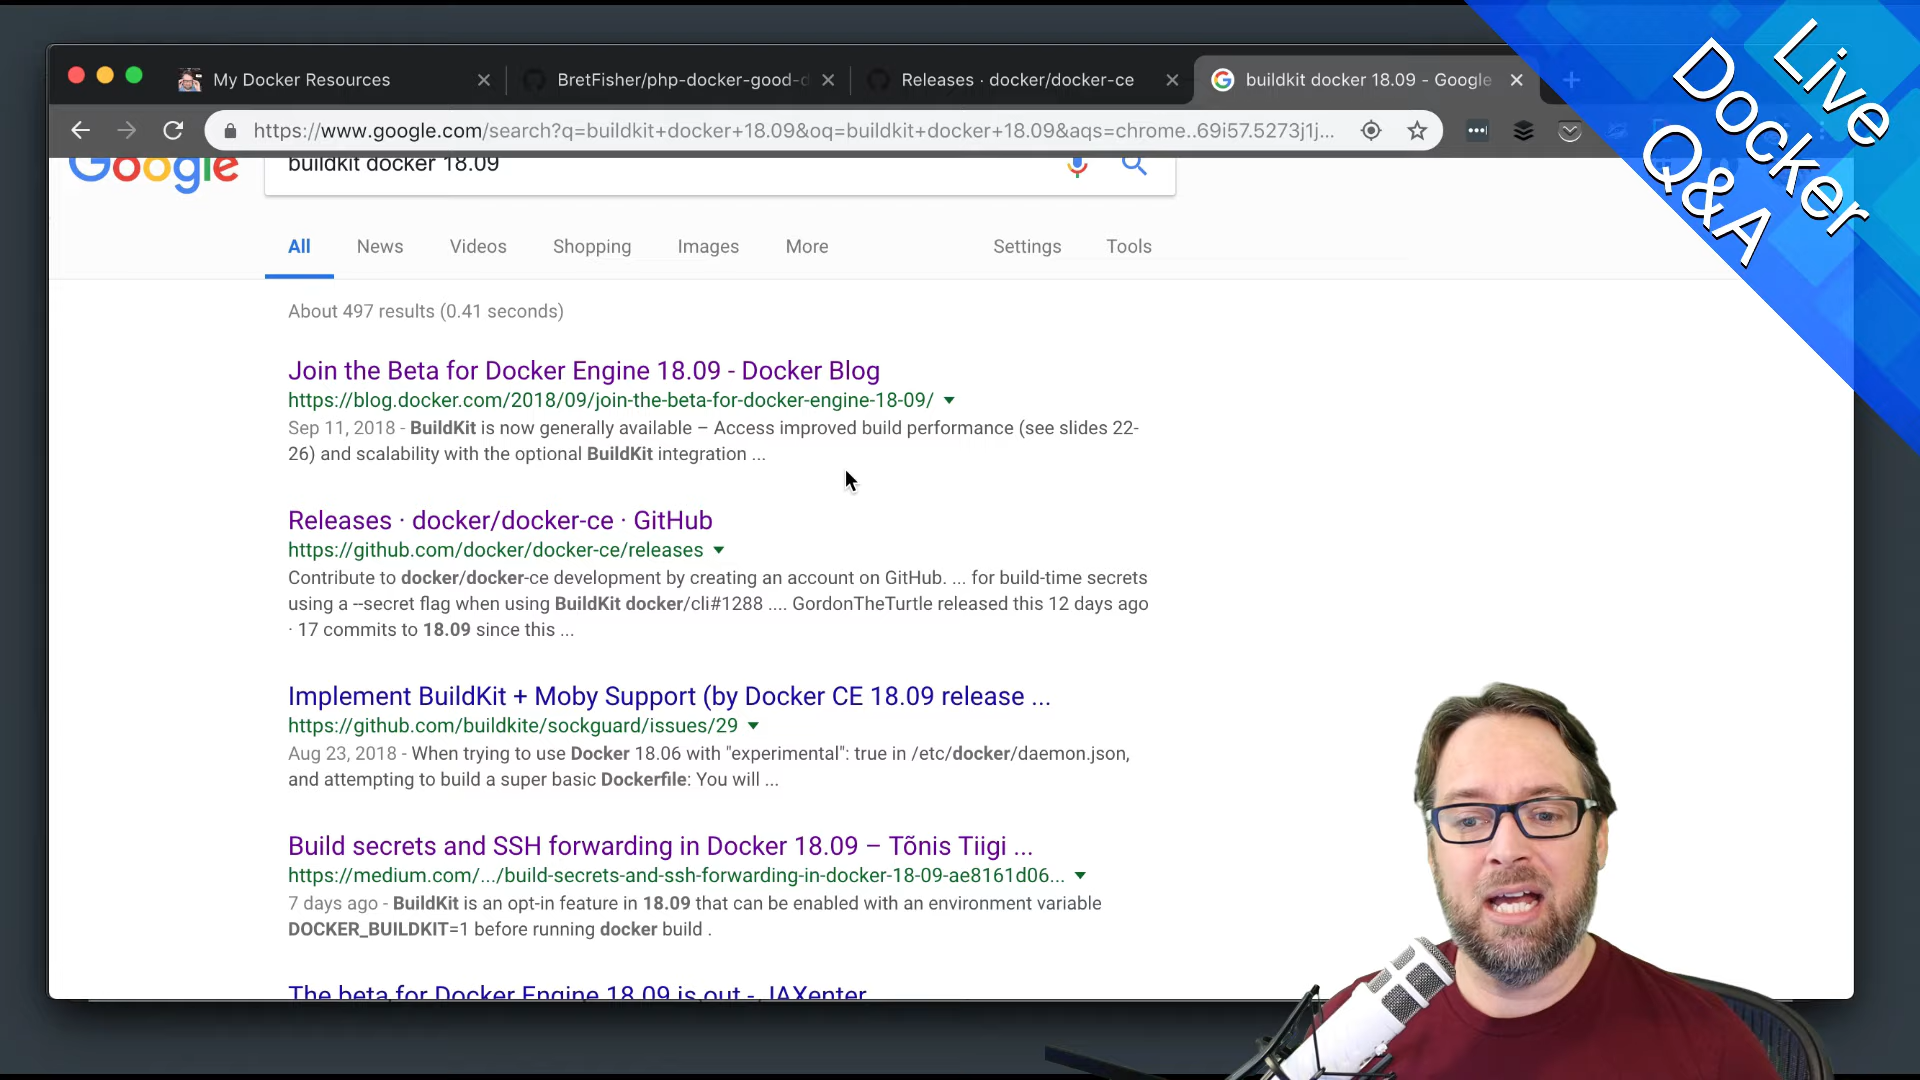 My Docker Resources
BretFisher/php-docker-good-d
Releases · docker/docker-ce
buildkit docker 18.09 - Google
https://www.google.com/search?q=buildkit+docker+18.09&oq=buildkit+docker+18.09&aqs=chrome..69i57.5273j1j...
Live
Docker
Q&A
Google
buildkit docker 18.09
All News Videos Shopping Images More Settings Tools
About 497 results (0.41 seconds)
Join the Beta for Docker Engine 18.09 - Docker Blog
https://blog.docker.com/2018/09/join-the-beta-for-docker-engine-18-09/
Sep 11, 2018 - BuildKit is now generally available – Access improved build performance (see slides 22-
26) and scalability with the optional BuildKit integration ...
Releases · docker/docker-ce · GitHub
https://github.com/docker/docker-ce/releases
Contribute to docker/docker-ce development by creating an account on GitHub. ... for build-time secrets
using a --secret flag when using BuildKit docker/cli#1288 .... GordonTheTurtle released this 12 days ago
· 17 commits to 18.09 since this ...
Implement BuildKit + Moby Support (by Docker CE 18.09 release ...
https://github.com/buildkite/sockguard/issues/29
Aug 23, 2018 - When trying to use Docker 18.06 with "experimental": true in /etc/docker/daemon.json,
and attempting to build a super basic Dockerfile: You will ...
Build secrets and SSH forwarding in Docker 18.09 – Tõnis Tiigi ...
https://medium.com/.../build-secrets-and-ssh-forwarding-in-docker-18-09-ae8161d06...
7 days ago - BuildKit is an opt-in feature in 18.09 that can be enabled with an environment variable
DOCKER_BUILDKIT=1 before running docker build .
The beta for Docker Engine 18.09 is out - JAXenter